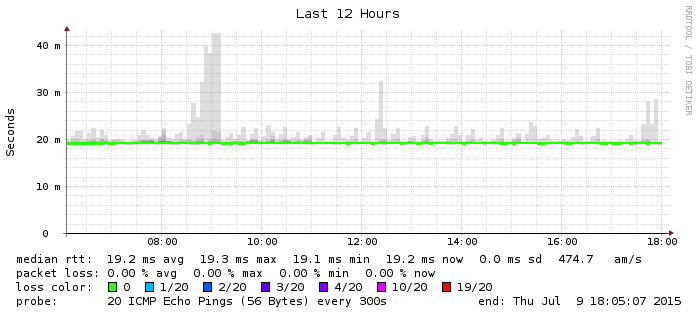 Last 12 Hours
RRDTOOL / TOBI OETIKER
Seconds
40 m
30 m
20 m
10 m
0
08:00 10:00 12:00 14:00 16:00 18:00
median rtt: 19.2 ms avg 19.3 ms max 19.1 ms min 19.2 ms now 0.0 ms sd 474.7 am/s
packet loss: 0.00 % avg 0.00 % max 0.00 % min 0.00 % now
loss color: 0 1/20 2/20 3/20 4/20 10/20 19/20
probe: 20 ICMP Echo Pings (56 Bytes) every 300s end: Thu Jul 9 18:05:07 2015